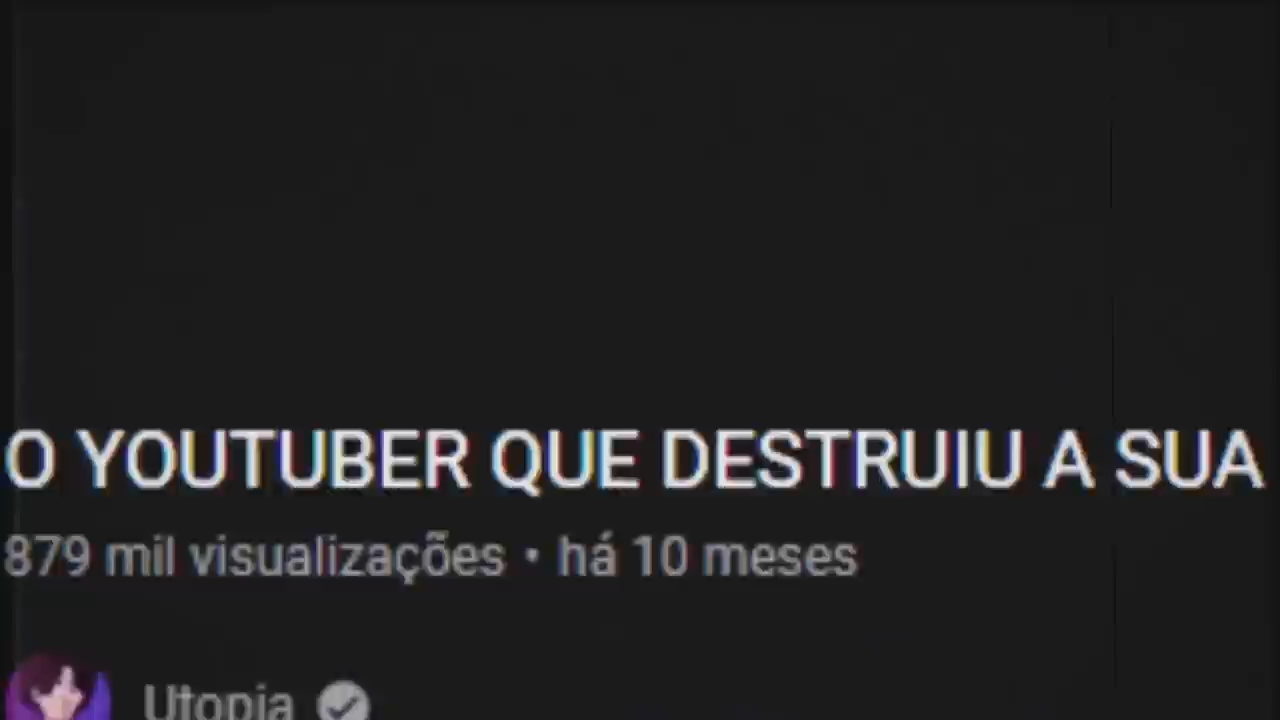 O YOUTUBER QUE DESTRUIU A SUA
879 mil visualizações • há 10 meses
Utopia